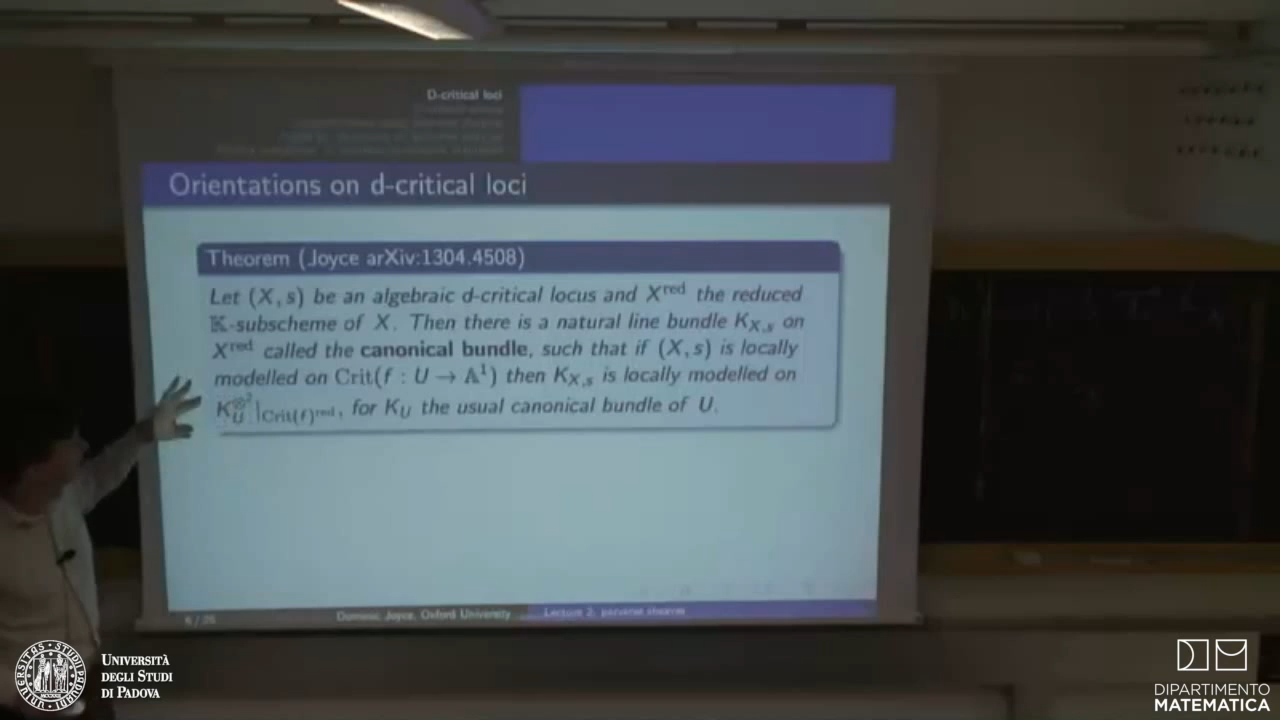 D-critical loci
Orientations on d-critical loci
Theorem (Joyce arXiv:1304.4508)
Let (X, s) be an algebraic d-critical locus and X^red the reduced
𝕂-subscheme of X. Then there is a natural line bundle K_{X,s} on
X^red called the canonical bundle, such that if (X, s) is locally
modelled on Crit(f : U → 𝔸¹) then K_{X,s} is locally modelled on
K_U^{⊗²}|_{Crit(f)^red}, for K_U the usual canonical bundle of U.
Dominic Joyce, Oxford University Lecture 2: perverse sheaves
UNIVERSITÀ
DEGLI STUDI
DI PADOVA
DIPARTIMENTO
MATEMATICA